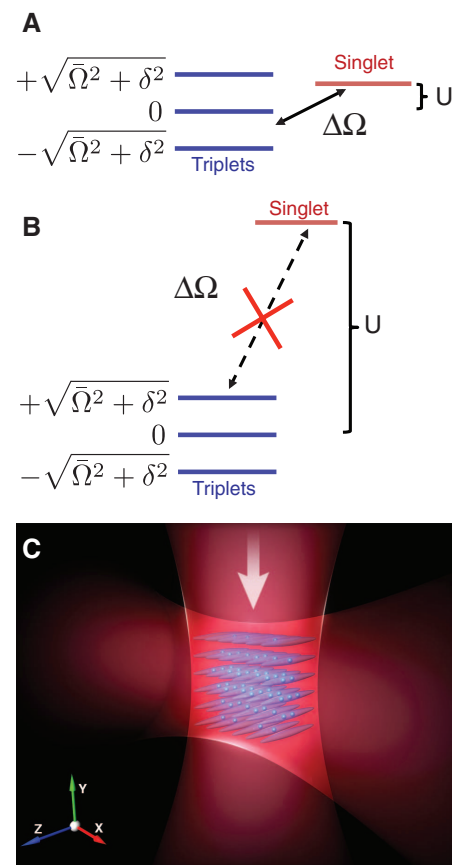 A
Singlet
+√(Ω̄² + δ²)
0
U
ΔΩ
−√(Ω̄² + δ²)
Triplets
B
Singlet
ΔΩ
U
+√(Ω̄² + δ²)
0
−√(Ω̄² + δ²)
Triplets
C
Y
Z
X